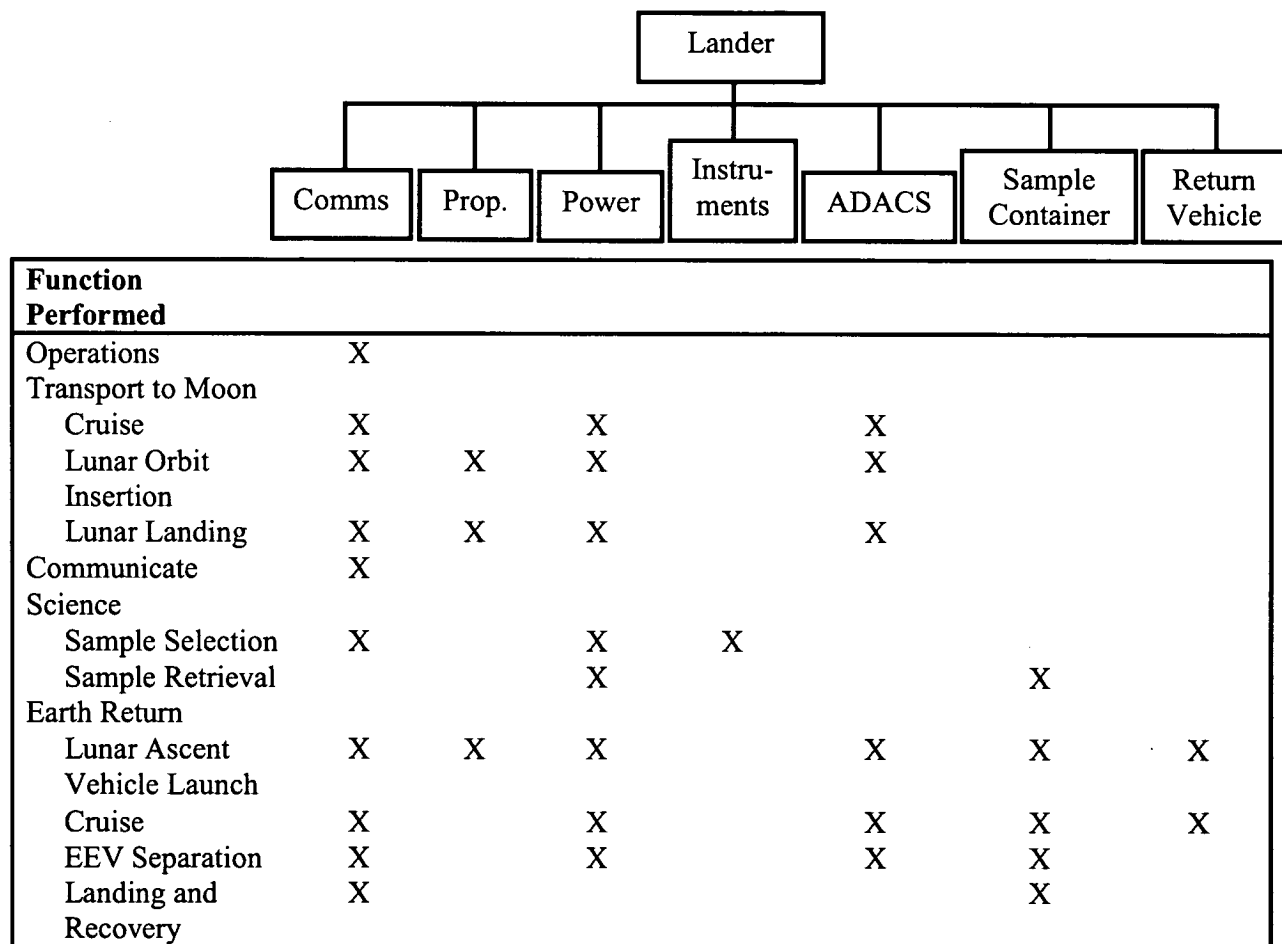 Lander
Comms Prop. Power Instru-
ments ADACS Sample
Container Return
Vehicle
Function
Performed
Operations X
Transport to Moon
Cruise X X X
Lunar Orbit X X X X
Insertion
Lunar Landing X X X X
Communicate X
Science
Sample Selection X X X
Sample Retrieval X X
Earth Return
Lunar Ascent X X X X X X
Vehicle Launch
Cruise X X X X X
EEV Separation X X X X
Landing and X X
Recovery